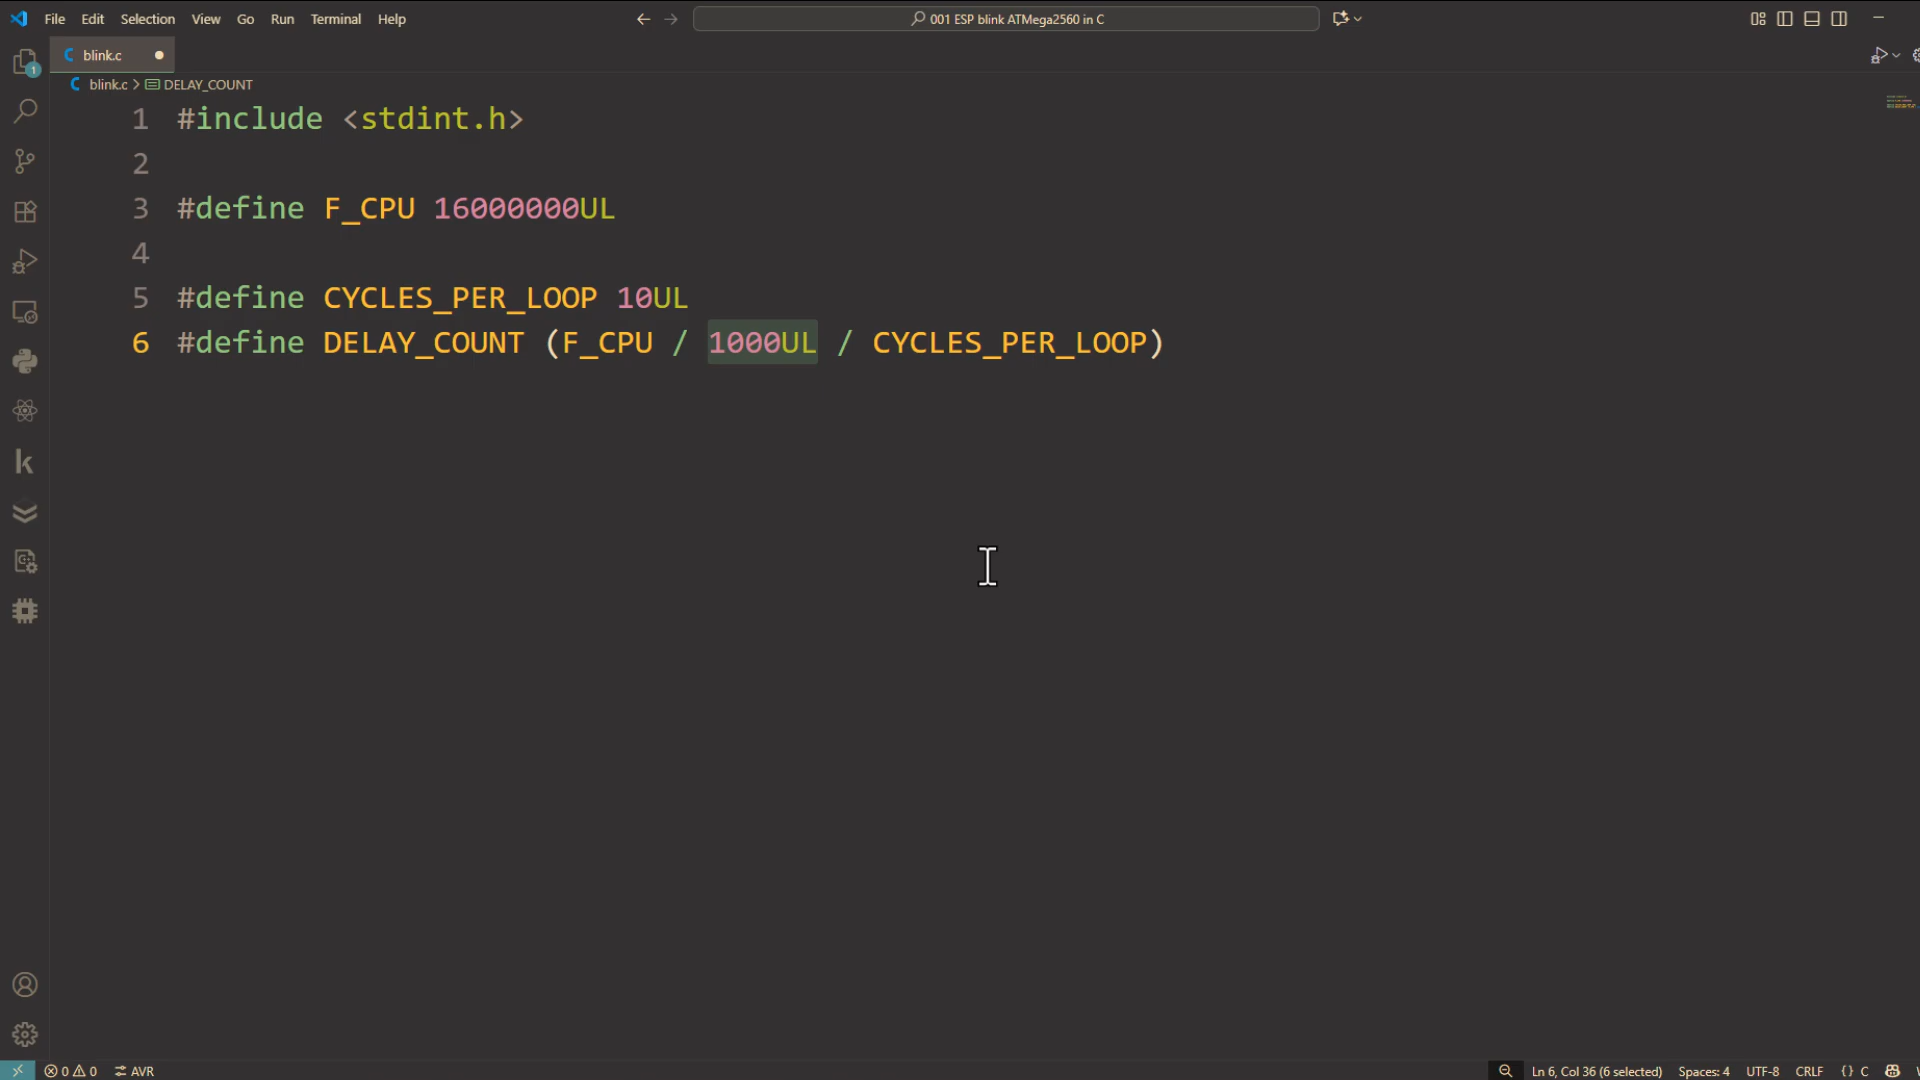 File Edit Selection View Go Run Terminal Help
001 ESP blink ATMega2560 in C
blink.c
blink.c > DELAY_COUNT
1 #include <stdint.h>
2
3 #define F_CPU 16000000UL
4
5 #define CYCLES_PER_LOOP 10UL
6 #define DELAY_COUNT (F_CPU / 1000UL / CYCLES_PER_LOOP)
1
k
0 0 AVR
Ln 6, Col 36 (6 selected) Spaces: 4 UTF-8 CRLF {} C